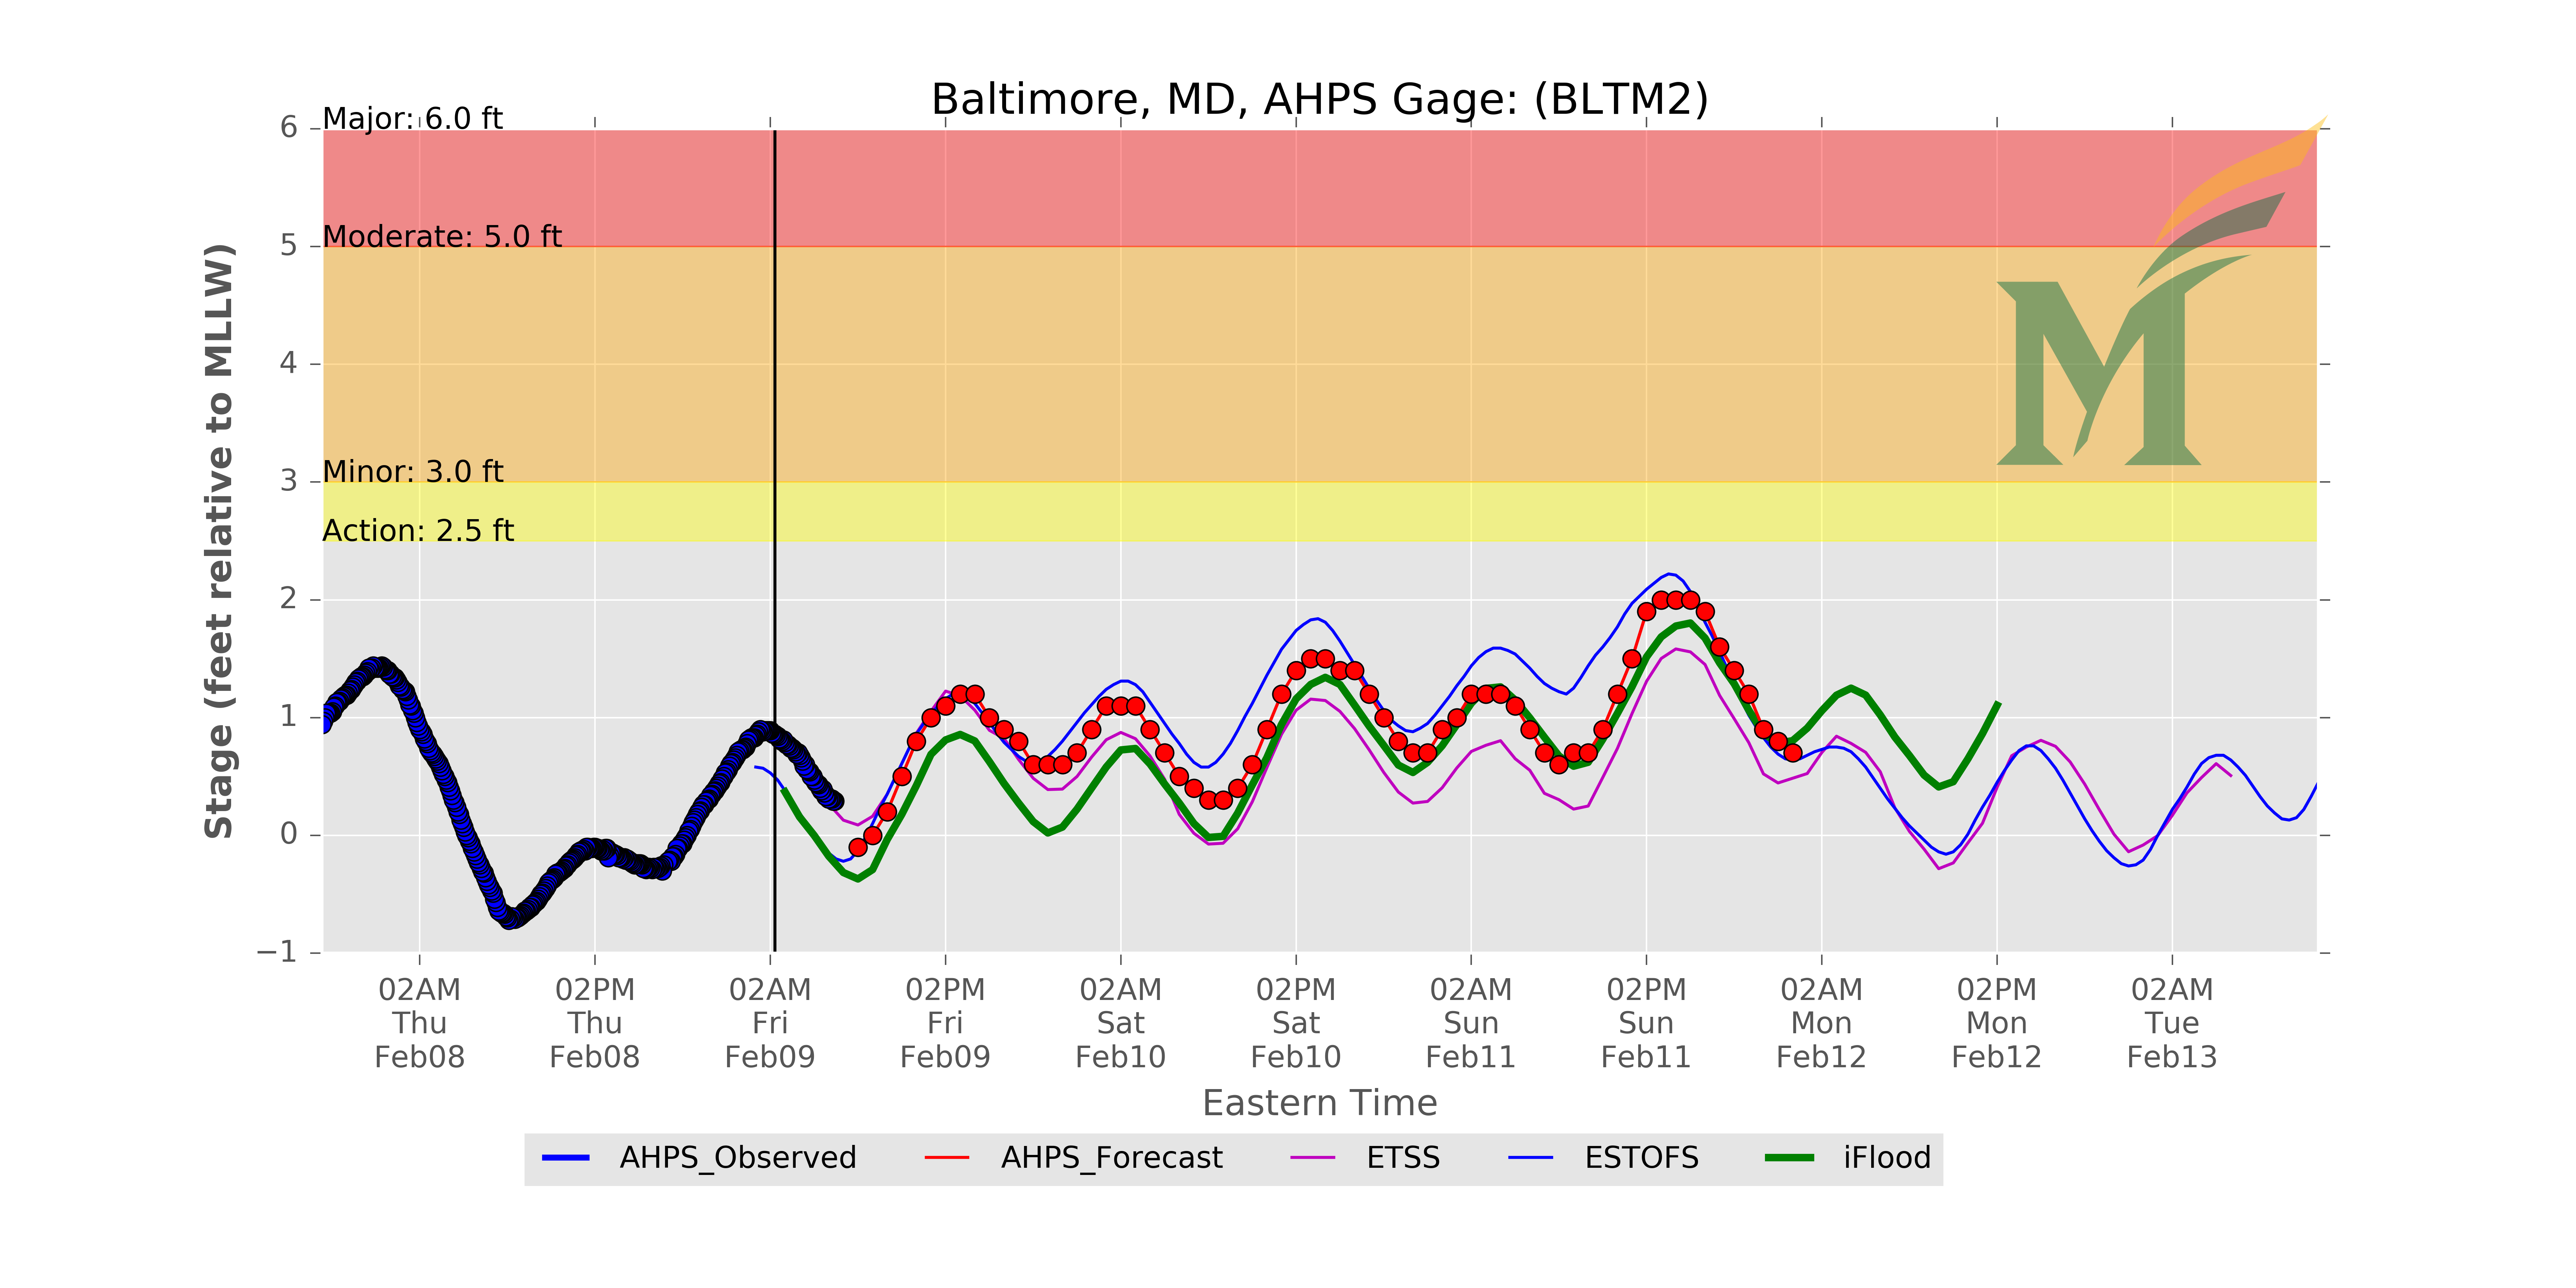 Baltimore, MD, AHPS Gage: (BLTM2)
Major: 6.0 ft
Moderate: 5.0 ft
Minor: 3.0 ft
Action: 2.5 ft
6
5
4
3
2
1
0
−1
Stage (feet relative to MLLW)
02AM 02PM 02AM 02PM 02AM 02PM 02AM 02PM 02AM 02PM 02AM
Thu Thu Fri Fri Sat Sat Sun Sun Mon Mon Tue
Feb08 Feb08 Feb09 Feb09 Feb10 Feb10 Feb11 Feb11 Feb12 Feb12 Feb13
Eastern Time
AHPS_Observed AHPS_Forecast ETSS ESTOFS iFlood
M